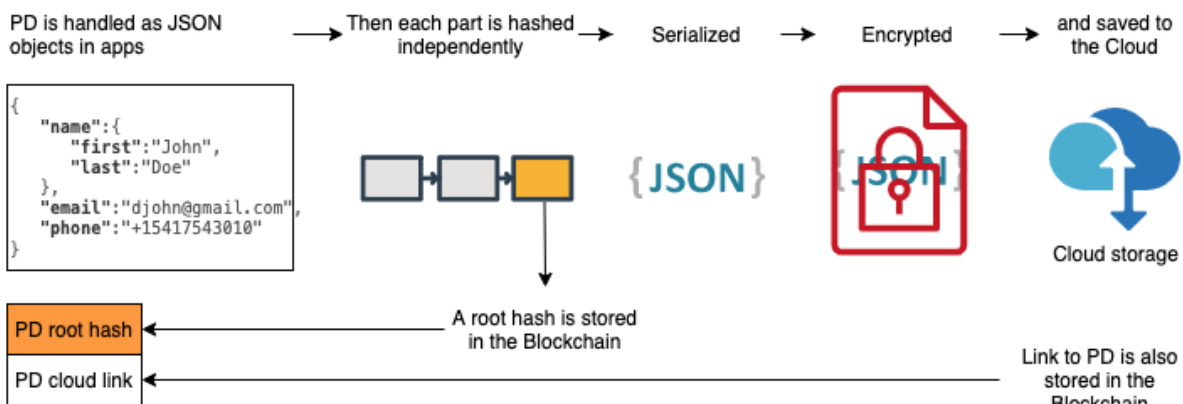 PD is handled as JSON
objects in apps
Then each part is hashed
independently
Serialized
Encrypted
and saved to
the Cloud
{
"name":{
"first":"John",
"last":"Doe"
},
"email":"djohn@gmail.com",
"phone":"+15417543010"
}
{JSON}
{JSON}
Cloud storage
PD root hash
A root hash is stored
in the Blockchain
PD cloud link
Link to PD is also
stored in the
Blockchain